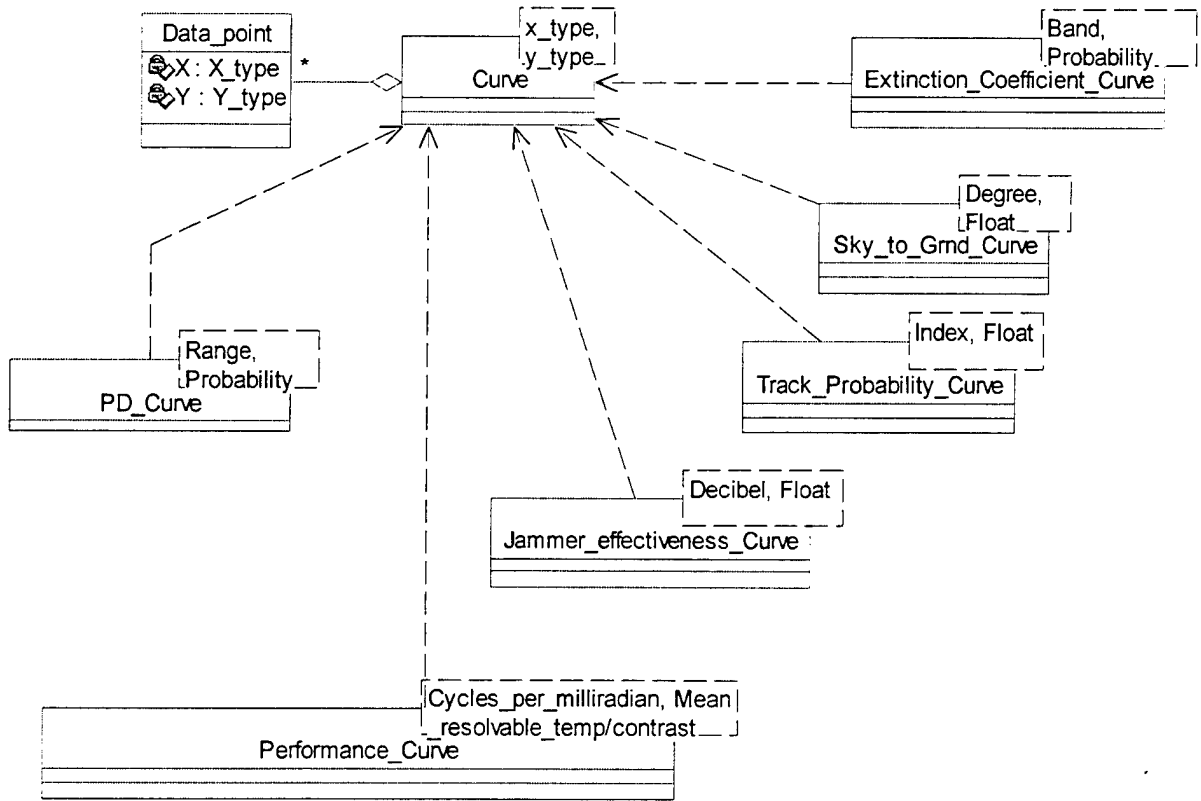 Data_point
X : X_type
Y : Y_type
*
x_type,
y_type
Curve
Band,
Probability
Extinction_Coefficient_Curve
Degree,
Float
Sky_to_Grnd_Curve
Index, Float
Track_Probability_Curve
Range,
Probability
PD_Curve
Decibel, Float
Jammer_effectiveness_Curve
Cycles_per_milliradian, Mean
_resolvable_temp/contrast
Performance_Curve